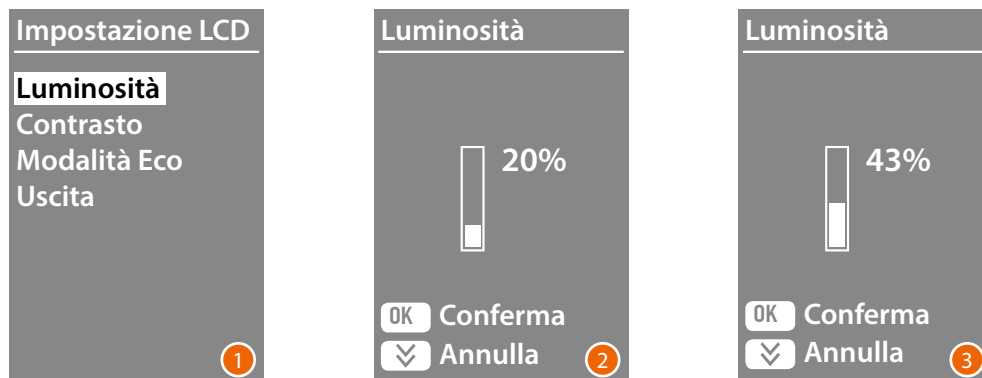 Impostazione LCD
Luminosità
Contrasto
Modalità Eco
Uscita
1
Luminosità
20%
OK Conferma
Annulla
2
Luminosità
43%
OK Conferma
Annulla
3